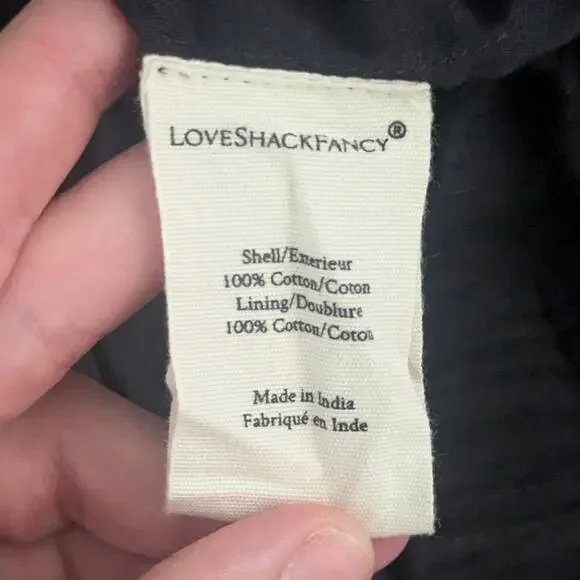 LOVESHACKFANCY®
Shell/Exterieur
100% Cotton/Coton
Lining/Doublure
100% Cotton/Coton
Made in India
Fabriqué en Inde